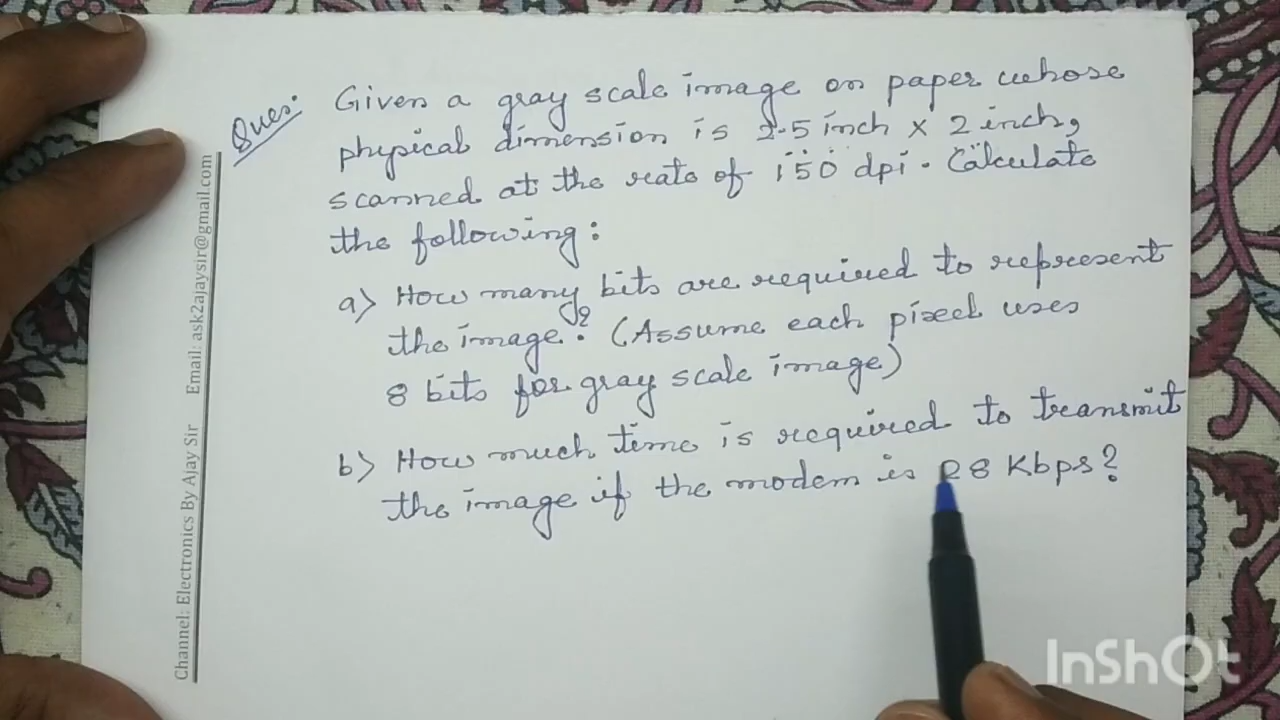 Ques:
Given a gray scale image on paper whose
physical dimension is 2.5 inch × 2 inch,
scanned at the rate of 150 dpi. Calculate
the following:
a) How many bits are required to represent
the image? (Assume each pixel uses
8 bits for gray scale image)
b) How much time is required to transmit
the image if the modem is 28 Kbps?
Channel: Electronics By Ajay Sir Email: ask2ajaysir@gmail.com
InShOt